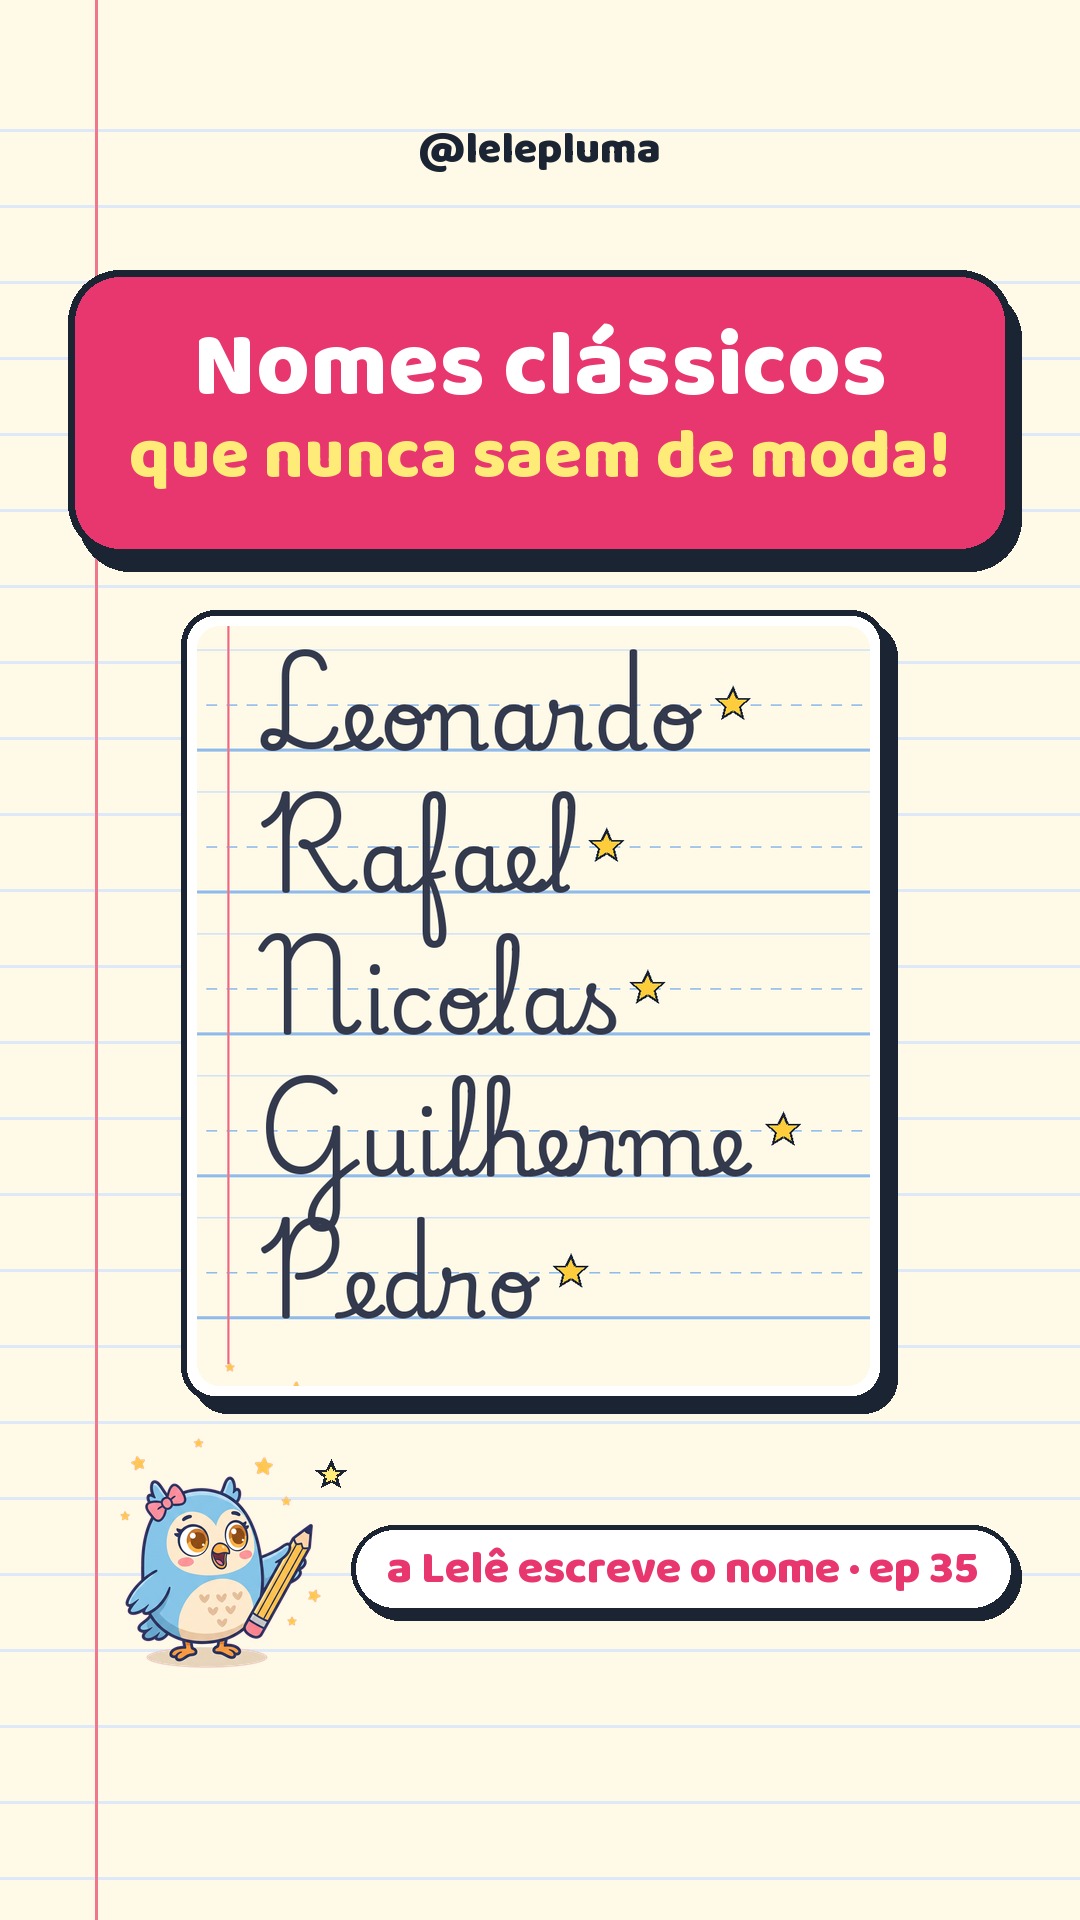 @lelepluma
Nomes clássicos
que nunca saem de moda!
Leonardo
Rafael
Nicolas
Guilherme
Pedro
a Lelê escreve o nome · ep 35